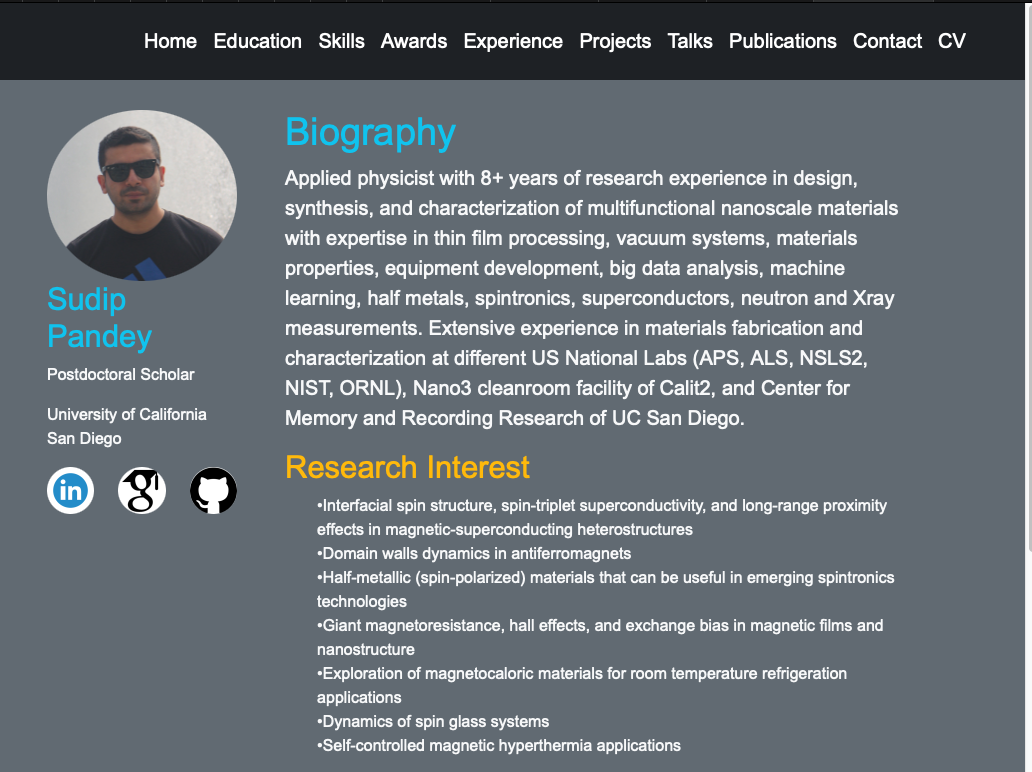 Home Education Skills Awards Experience Projects Talks Publications Contact CV
Sudip
Pandey
Postdoctoral Scholar
University of California
San Diego
in
g
Biography
Applied physicist with 8+ years of research experience in design,
synthesis, and characterization of multifunctional nanoscale materials
with expertise in thin film processing, vacuum systems, materials
properties, equipment development, big data analysis, machine
learning, half metals, spintronics, superconductors, neutron and Xray
measurements. Extensive experience in materials fabrication and
characterization at different US National Labs (APS, ALS, NSLS2,
NIST, ORNL), Nano3 cleanroom facility of Calit2, and Center for
Memory and Recording Research of UC San Diego.
Research Interest
•Interfacial spin structure, spin-triplet superconductivity, and long-range proximity
effects in magnetic-superconducting heterostructures
•Domain walls dynamics in antiferromagnets
•Half-metallic (spin-polarized) materials that can be useful in emerging spintronics
technologies
•Giant magnetoresistance, hall effects, and exchange bias in magnetic films and
nanostructure
•Exploration of magnetocaloric materials for room temperature refrigeration
applications
•Dynamics of spin glass systems
•Self-controlled magnetic hyperthermia applications